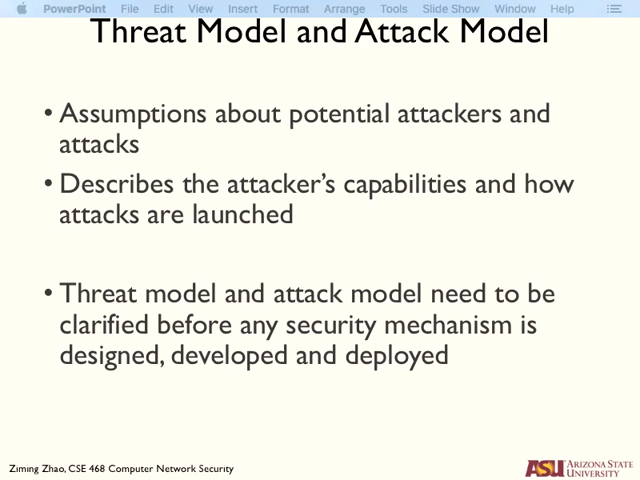 PowerPoint File Edit View Insert Format Arrange Tools Slide Show Window Help
Threat Model and Attack Model
• Assumptions about potential attackers and
attacks
• Describes the attacker's capabilities and how
attacks are launched
• Threat model and attack model need to be
clarified before any security mechanism is
designed, developed and deployed
Ziming Zhao, CSE 468 Computer Network Security
ASU ARIZONA STATE
UNIVERSITY